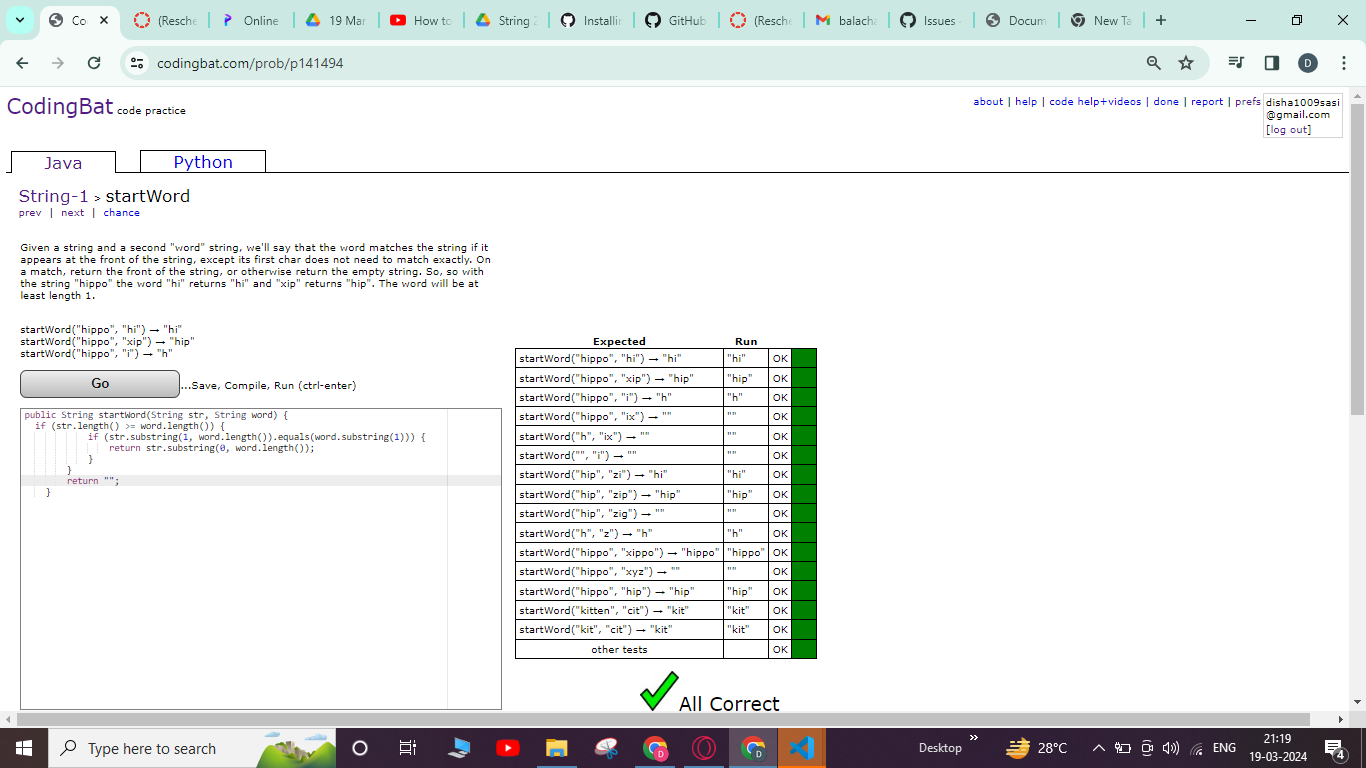 Co
(Resche
Online
19 Mar
How to
String 2
Installin
GitHub
(Resche
balacha
Issues
Docum
New Ta
codingbat.com/prob/p141494
D
CodingBat code practice
about | help | code help+videos | done | report | prefs
disha1009sasi
@gmail.com
[log out]
Java
Python
String-1 > startWord
prev | next | chance
Given a string and a second "word" string, we'll say that the word matches the string if it
appears at the front of the string, except its first char does not need to match exactly. On
a match, return the front of the string, or otherwise return the empty string. So, so with
the string "hippo" the word "hi" returns "hi" and "xip" returns "hip". The word will be at
least length 1.
startWord("hippo", "hi") → "hi"
startWord("hippo", "xip") → "hip"
startWord("hippo", "i") → "h"
Go
...Save, Compile, Run (ctrl-enter)
public String startWord(String str, String word) {
if (str.length() >= word.length()) {
if (str.substring(1, word.length()).equals(word.substring(1))) {
return str.substring(0, word.length());
}
}
return "";
}
Expected Run
startWord("hippo", "hi") → "hi" "hi" OK
startWord("hippo", "xip") → "hip" "hip" OK
startWord("hippo", "i") → "h" "h" OK
startWord("hippo", "ix") → "" "" OK
startWord("h", "ix") → "" "" OK
startWord("", "i") → "" "" OK
startWord("hip", "zi") → "hi" "hi" OK
startWord("hip", "zip") → "hip" "hip" OK
startWord("hip", "zig") → "" "" OK
startWord("h", "z") → "h" "h" OK
startWord("hippo", "xippo") → "hippo" "hippo" OK
startWord("hippo", "xyz") → "" "" OK
startWord("hippo", "hip") → "hip" "hip" OK
startWord("kitten", "cit") → "kit" "kit" OK
startWord("kit", "cit") → "kit" "kit" OK
other tests OK
All Correct
Type here to search
Desktop
28°C
ENG
21:19
19-03-2024
4